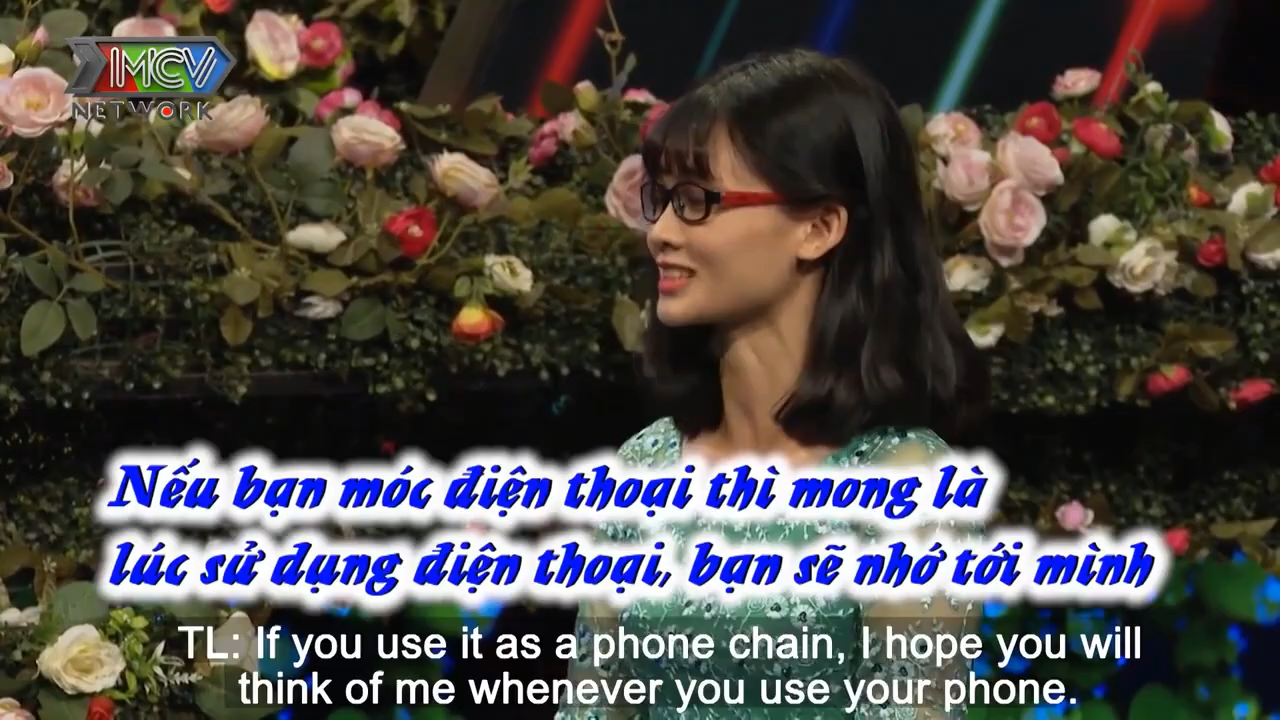 MCV
NETWORK
Nếu bạn móc điện thoại thì mong là
lúc sử dụng điện thoại, bạn sẽ nhớ tới mình
TL: If you use it as a phone chain, I hope you will
think of me whenever you use your phone.